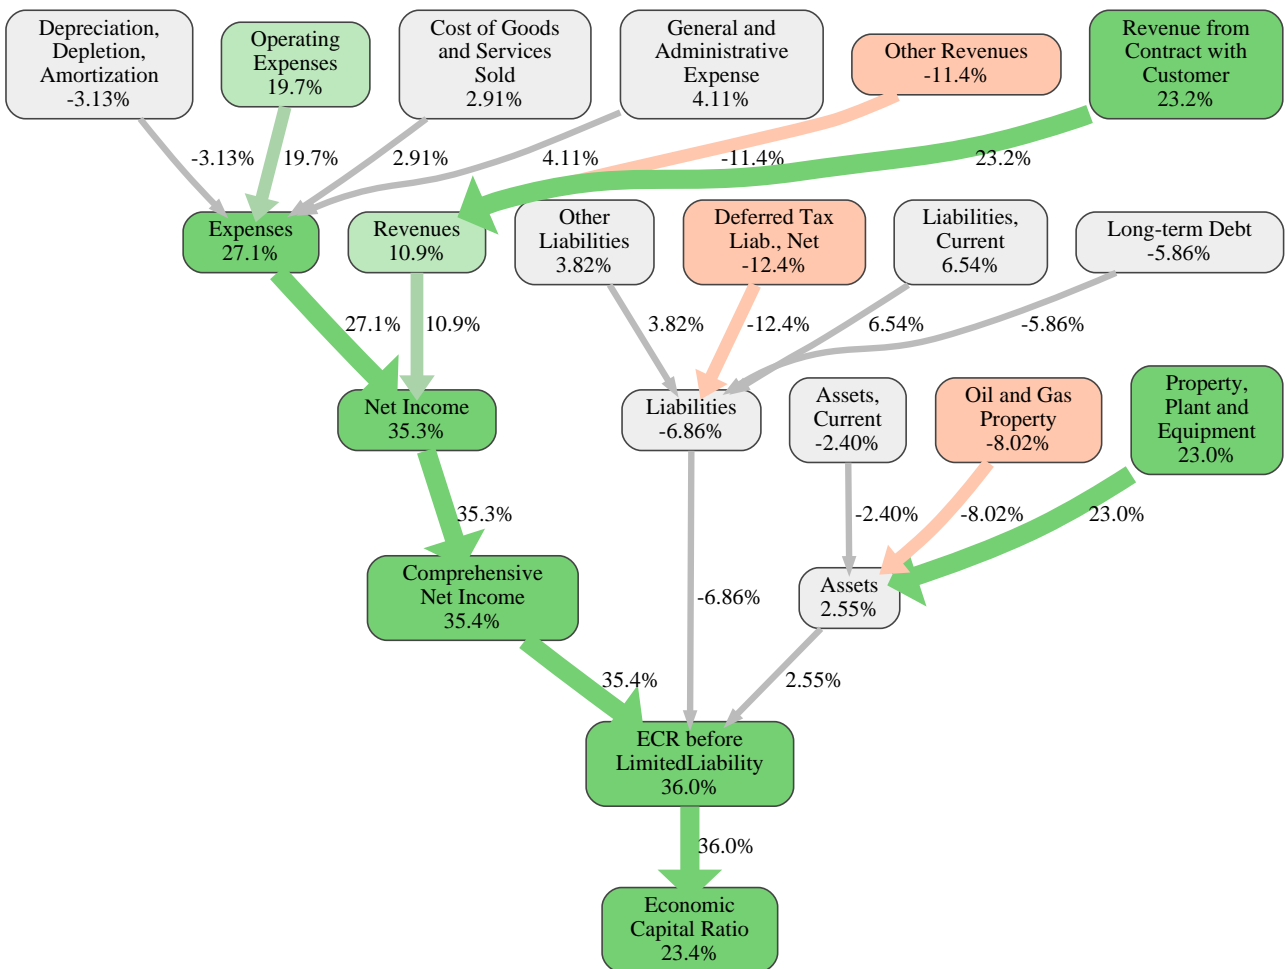 Depreciation,
Depletion,
Amortization
-3.13%
Operating
Expenses
19.7%
Cost of Goods
and Services
Sold
2.91%
General and
Administrative
Expense
4.11%
Other Revenues
-11.4%
Revenue from
Contract with
Customer
23.2%
-3.13%
19.7%
2.91%
4.11%
-11.4%
23.2%
Expenses
27.1%
Revenues
10.9%
Other
Liabilities
3.82%
Deferred Tax
Liab., Net
-12.4%
Liabilities,
Current
6.54%
Long-term Debt
-5.86%
27.1%
10.9%
3.82%
-12.4%
6.54%
-5.86%
Net Income
35.3%
Liabilities
-6.86%
Assets,
Current
-2.40%
Oil and Gas
Property
-8.02%
Property,
Plant and
Equipment
23.0%
35.3%
-2.40%
-8.02%
23.0%
Comprehensive
Net Income
35.4%
-6.86%
Assets
2.55%
35.4%
2.55%
ECR before
LimitedLiability
36.0%
36.0%
Economic
Capital Ratio
23.4%